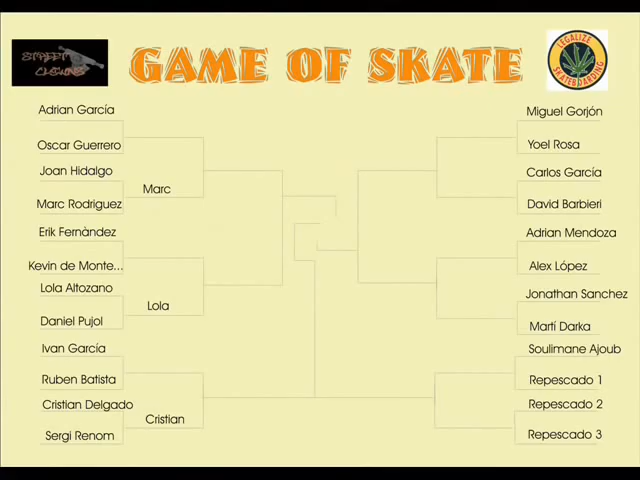 STREET
CLOWNS
GAME OF SKATE
LEGALIZE
SKATEBOARDING
Adrian García
Oscar Guerrero
Joan Hidalgo
Marc
Marc Rodriguez
Erik Fernàndez
Kevin de Monte...
Lola Altozano
Lola
Daniel Pujol
Ivan García
Ruben Batista
Cristian Delgado
Cristian
Sergi Renom
Miguel Gorjón
Yoel Rosa
Carlos García
David Barbieri
Adrian Mendoza
Alex López
Jonathan Sanchez
Martí Darka
Soulimane Ajoub
Repescado 1
Repescado 2
Repescado 3